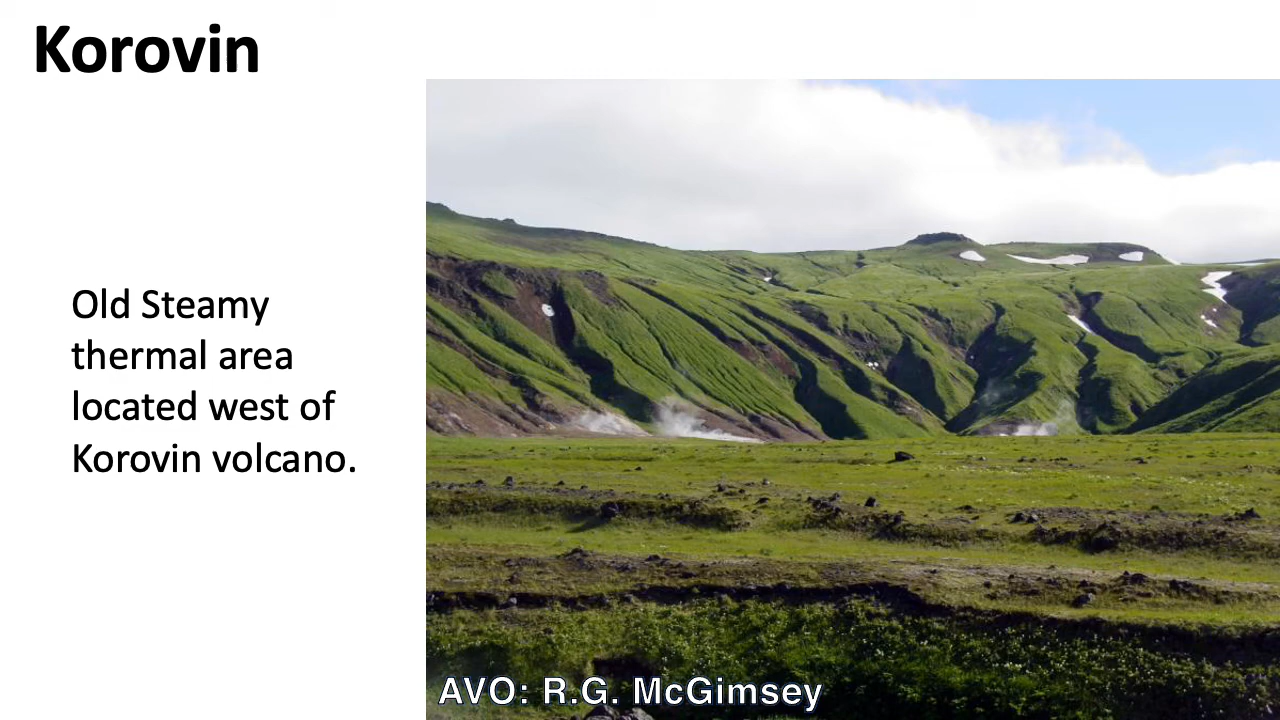 Korovin
Old Steamy
thermal area
located west of
Korovin volcano.
AVO: R.G. McGimsey